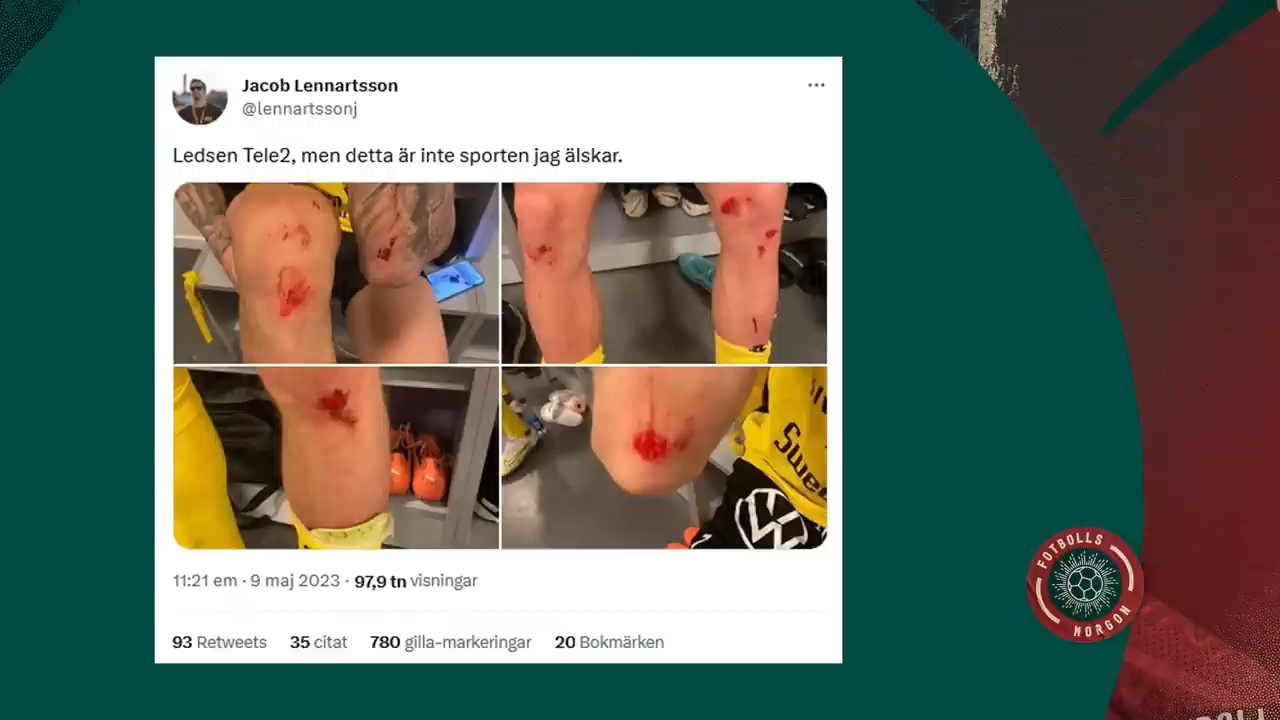 Jacob Lennartsson
@lennartssonj
Ledsen Tele2, men detta är inte sporten jag älskar.
Swe
11:21 em · 9 maj 2023 · 97,9 tn visningar
93 Retweets 35 citat 780 gilla-markeringar 20 Bokmärken
FOTBOLLS
MORGON